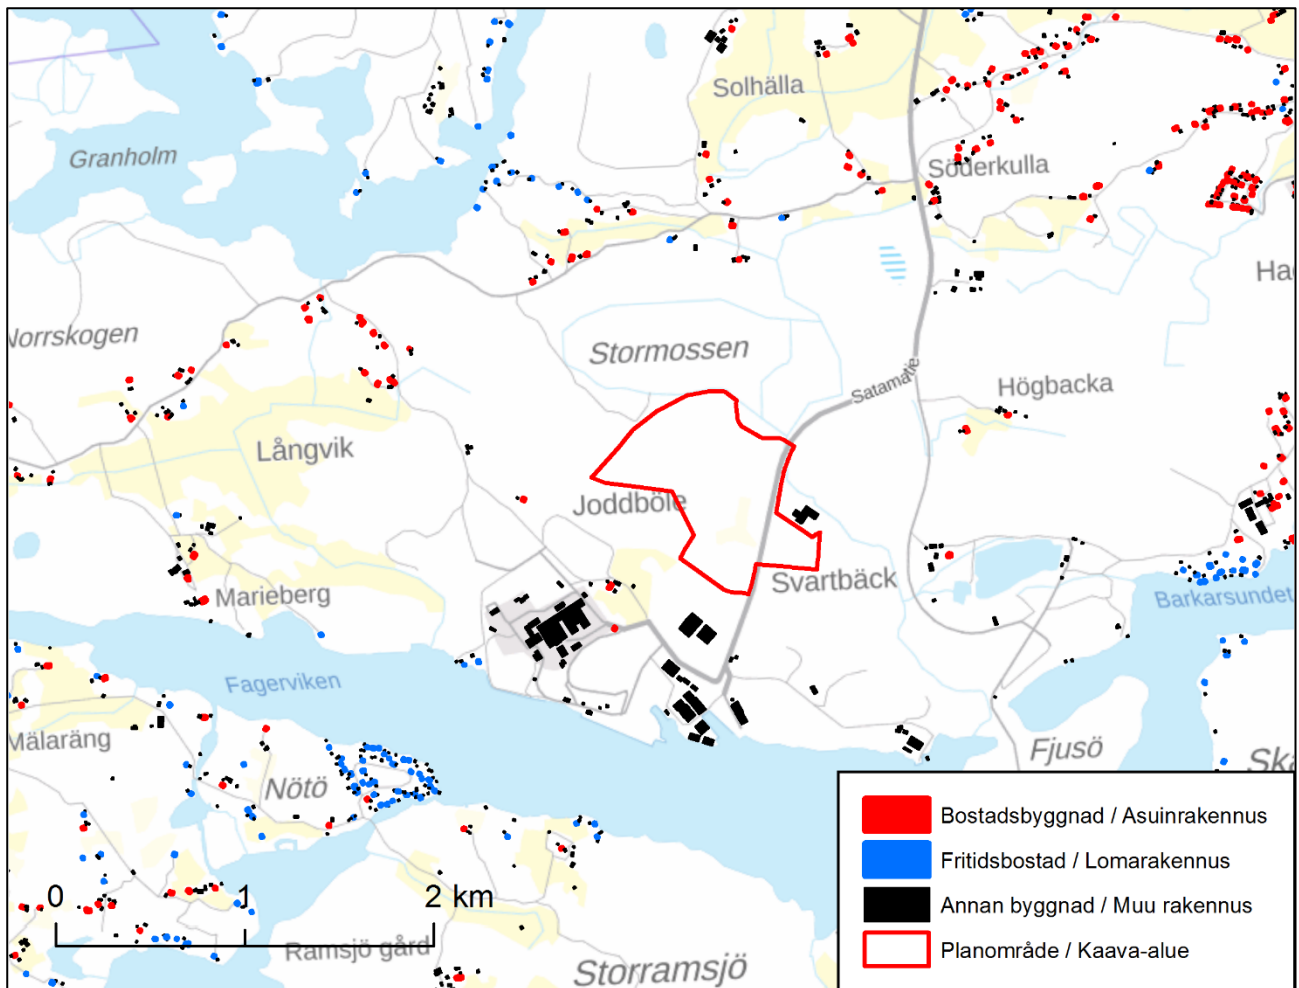 Solhälla
Granholm
Söderkulla
Ha
Norrskogen
Stormossen
Satamatie
Högbacka
Långvik
Joddböle
Svartbäck
Marieberg
Barkarsundet
Fagerviken
Mälaräng
Fjusö
Ska
Nötö
Bostadsbyggnad / Asuinrakennus
Fritidsbostad / Lomarakennus
Annan byggnad / Muu rakennus
Planområde / Kaava-alue
0 1 2 km
Ramsjö gård
Storramsjö